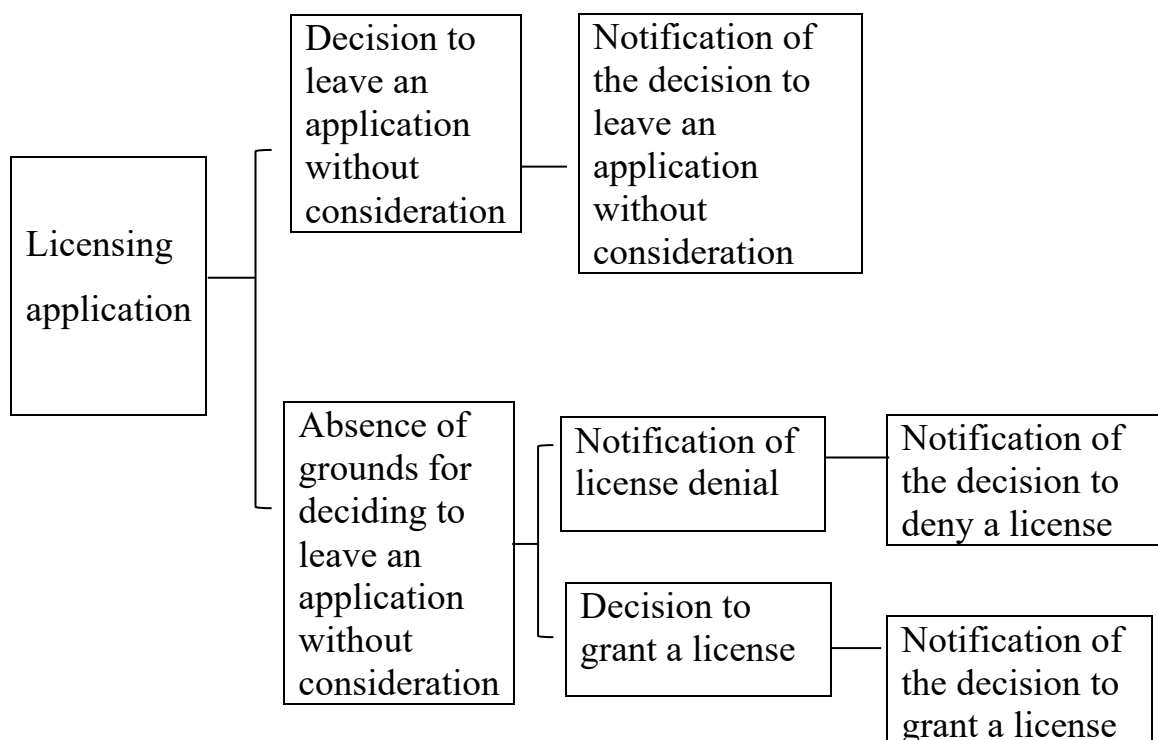 Licensing
application
Decision to
leave an
application
without
consideration
Notification of
the decision to
leave an
application
without
consideration
Absence of
grounds for
deciding to
leave an
application
without
consideration
Notification of
license denial
Notification of
the decision to
deny a license
Decision to
grant a license
Notification of
the decision to
grant a license